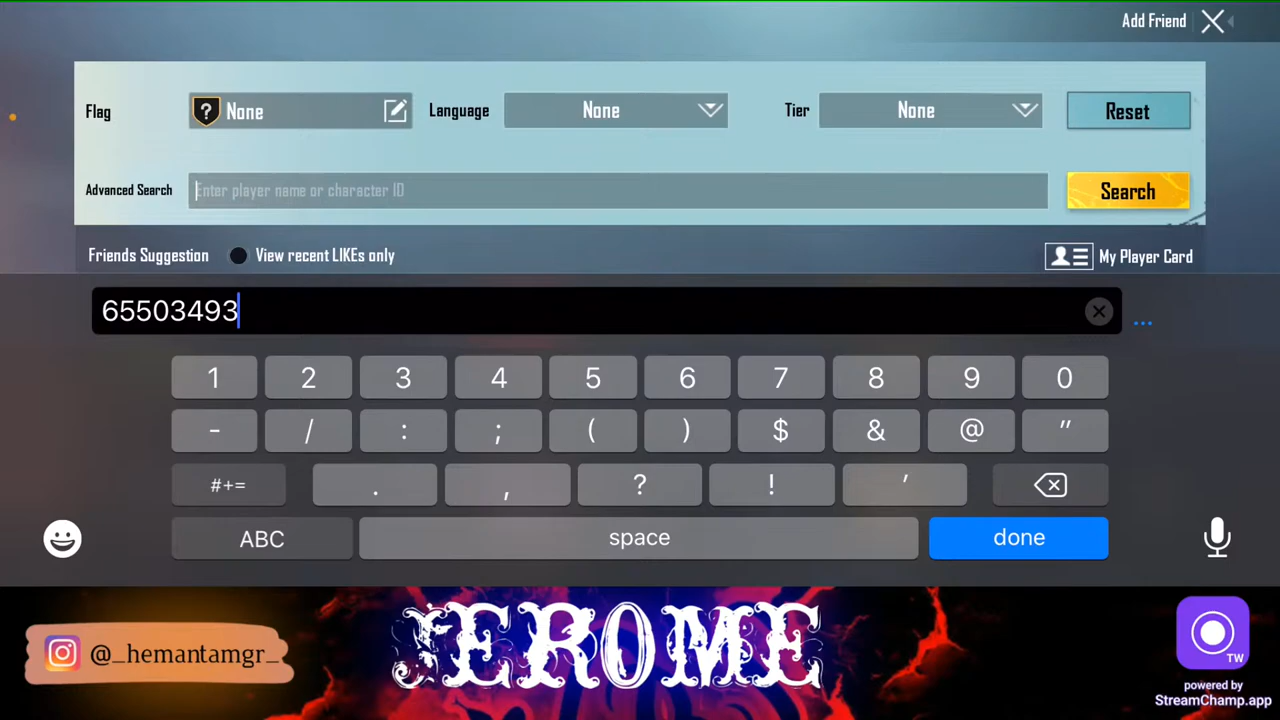 Add Friend
Flag ? None Language None Tier None Reset
Advanced Search Enter player name or character ID Search
Friends Suggestion View recent LIKEs only My Player Card
65503493 ...
1 2 3 4 5 6 7 8 9 0
- / : ; ( ) $ & @ "
#+= . , ? ! '
ABC space done
@_hemantamgr_ JEROME TW
powered by
StreamChamp.app